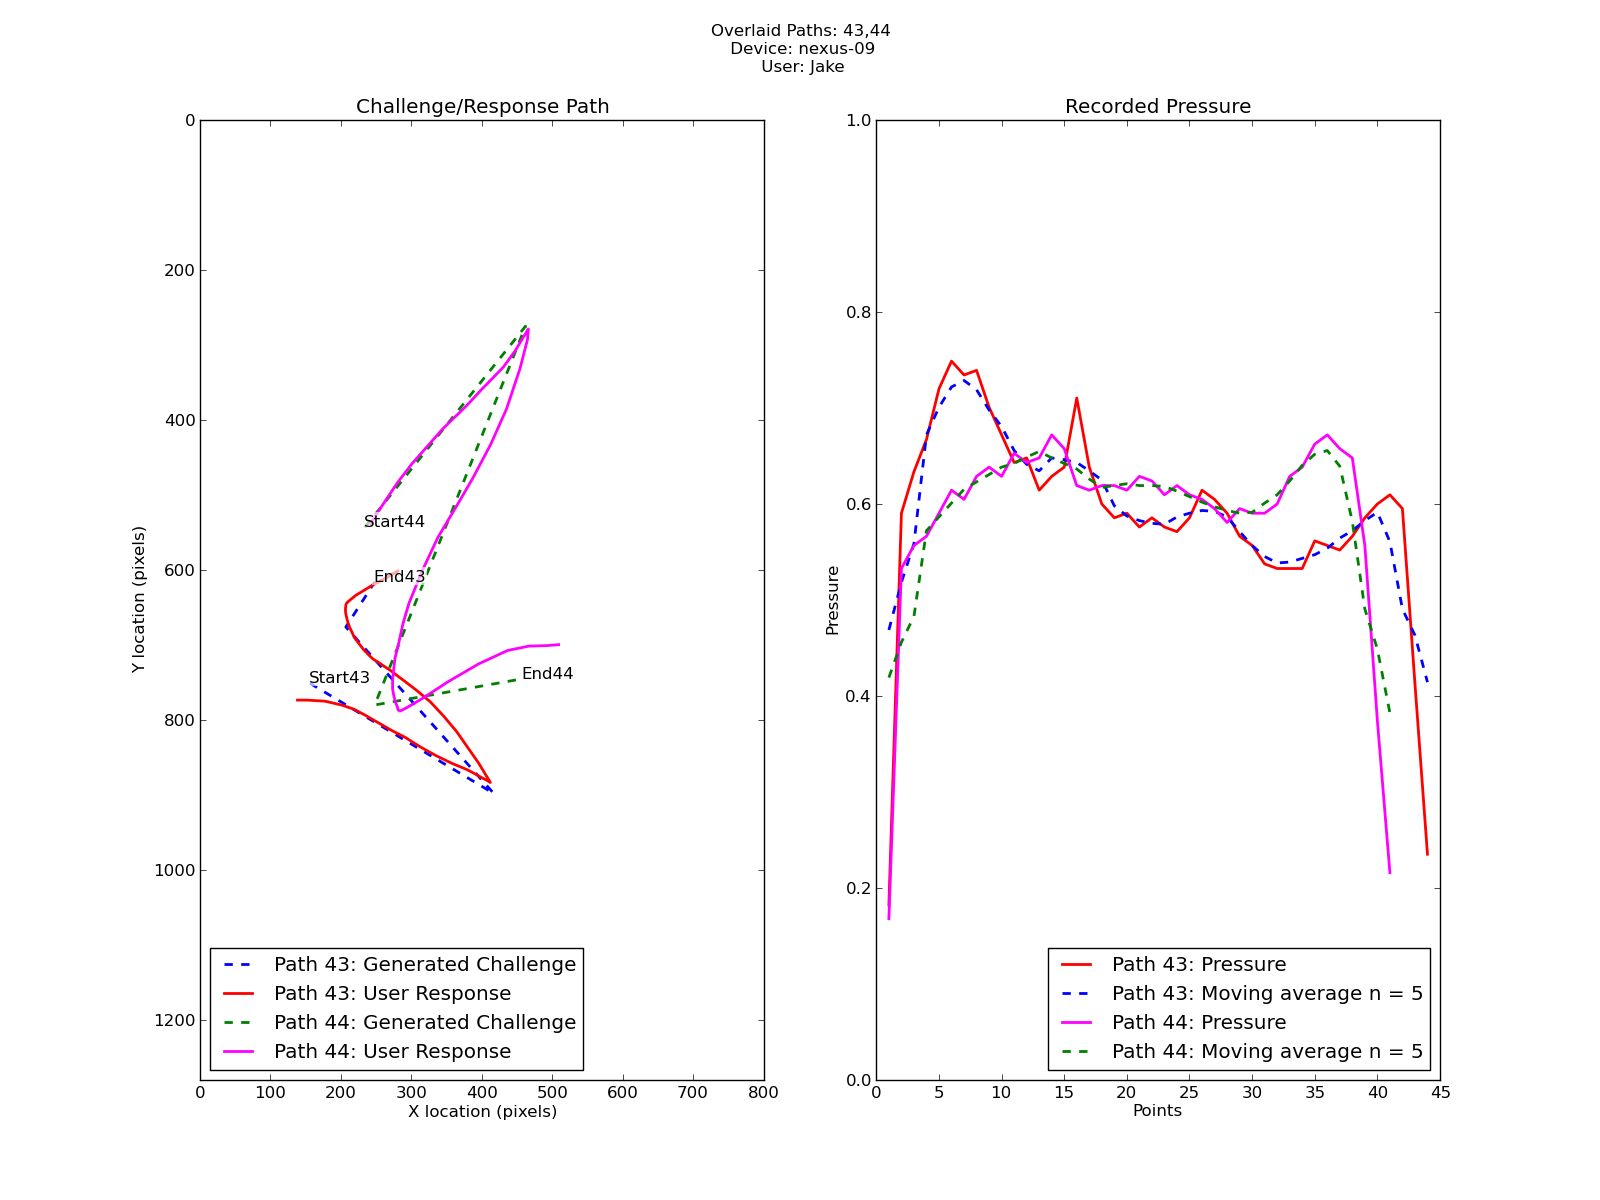 Overlaid Paths: 43,44
Device: nexus-09
User: Jake
Challenge/Response Path
0
200
400
600
800
1000
1200
Y location (pixels)
Start44
End43
Start43
End44
Path 43: Generated Challenge
Path 43: User Response
Path 44: Generated Challenge
Path 44: User Response
0 100 200 300 400 500 600 700 800
X location (pixels)
Recorded Pressure
1.0
0.8
0.6
0.4
0.2
0.0
Pressure
Path 43: Pressure
Path 43: Moving average n = 5
Path 44: Pressure
Path 44: Moving average n = 5
0 5 10 15 20 25 30 35 40 45
Points